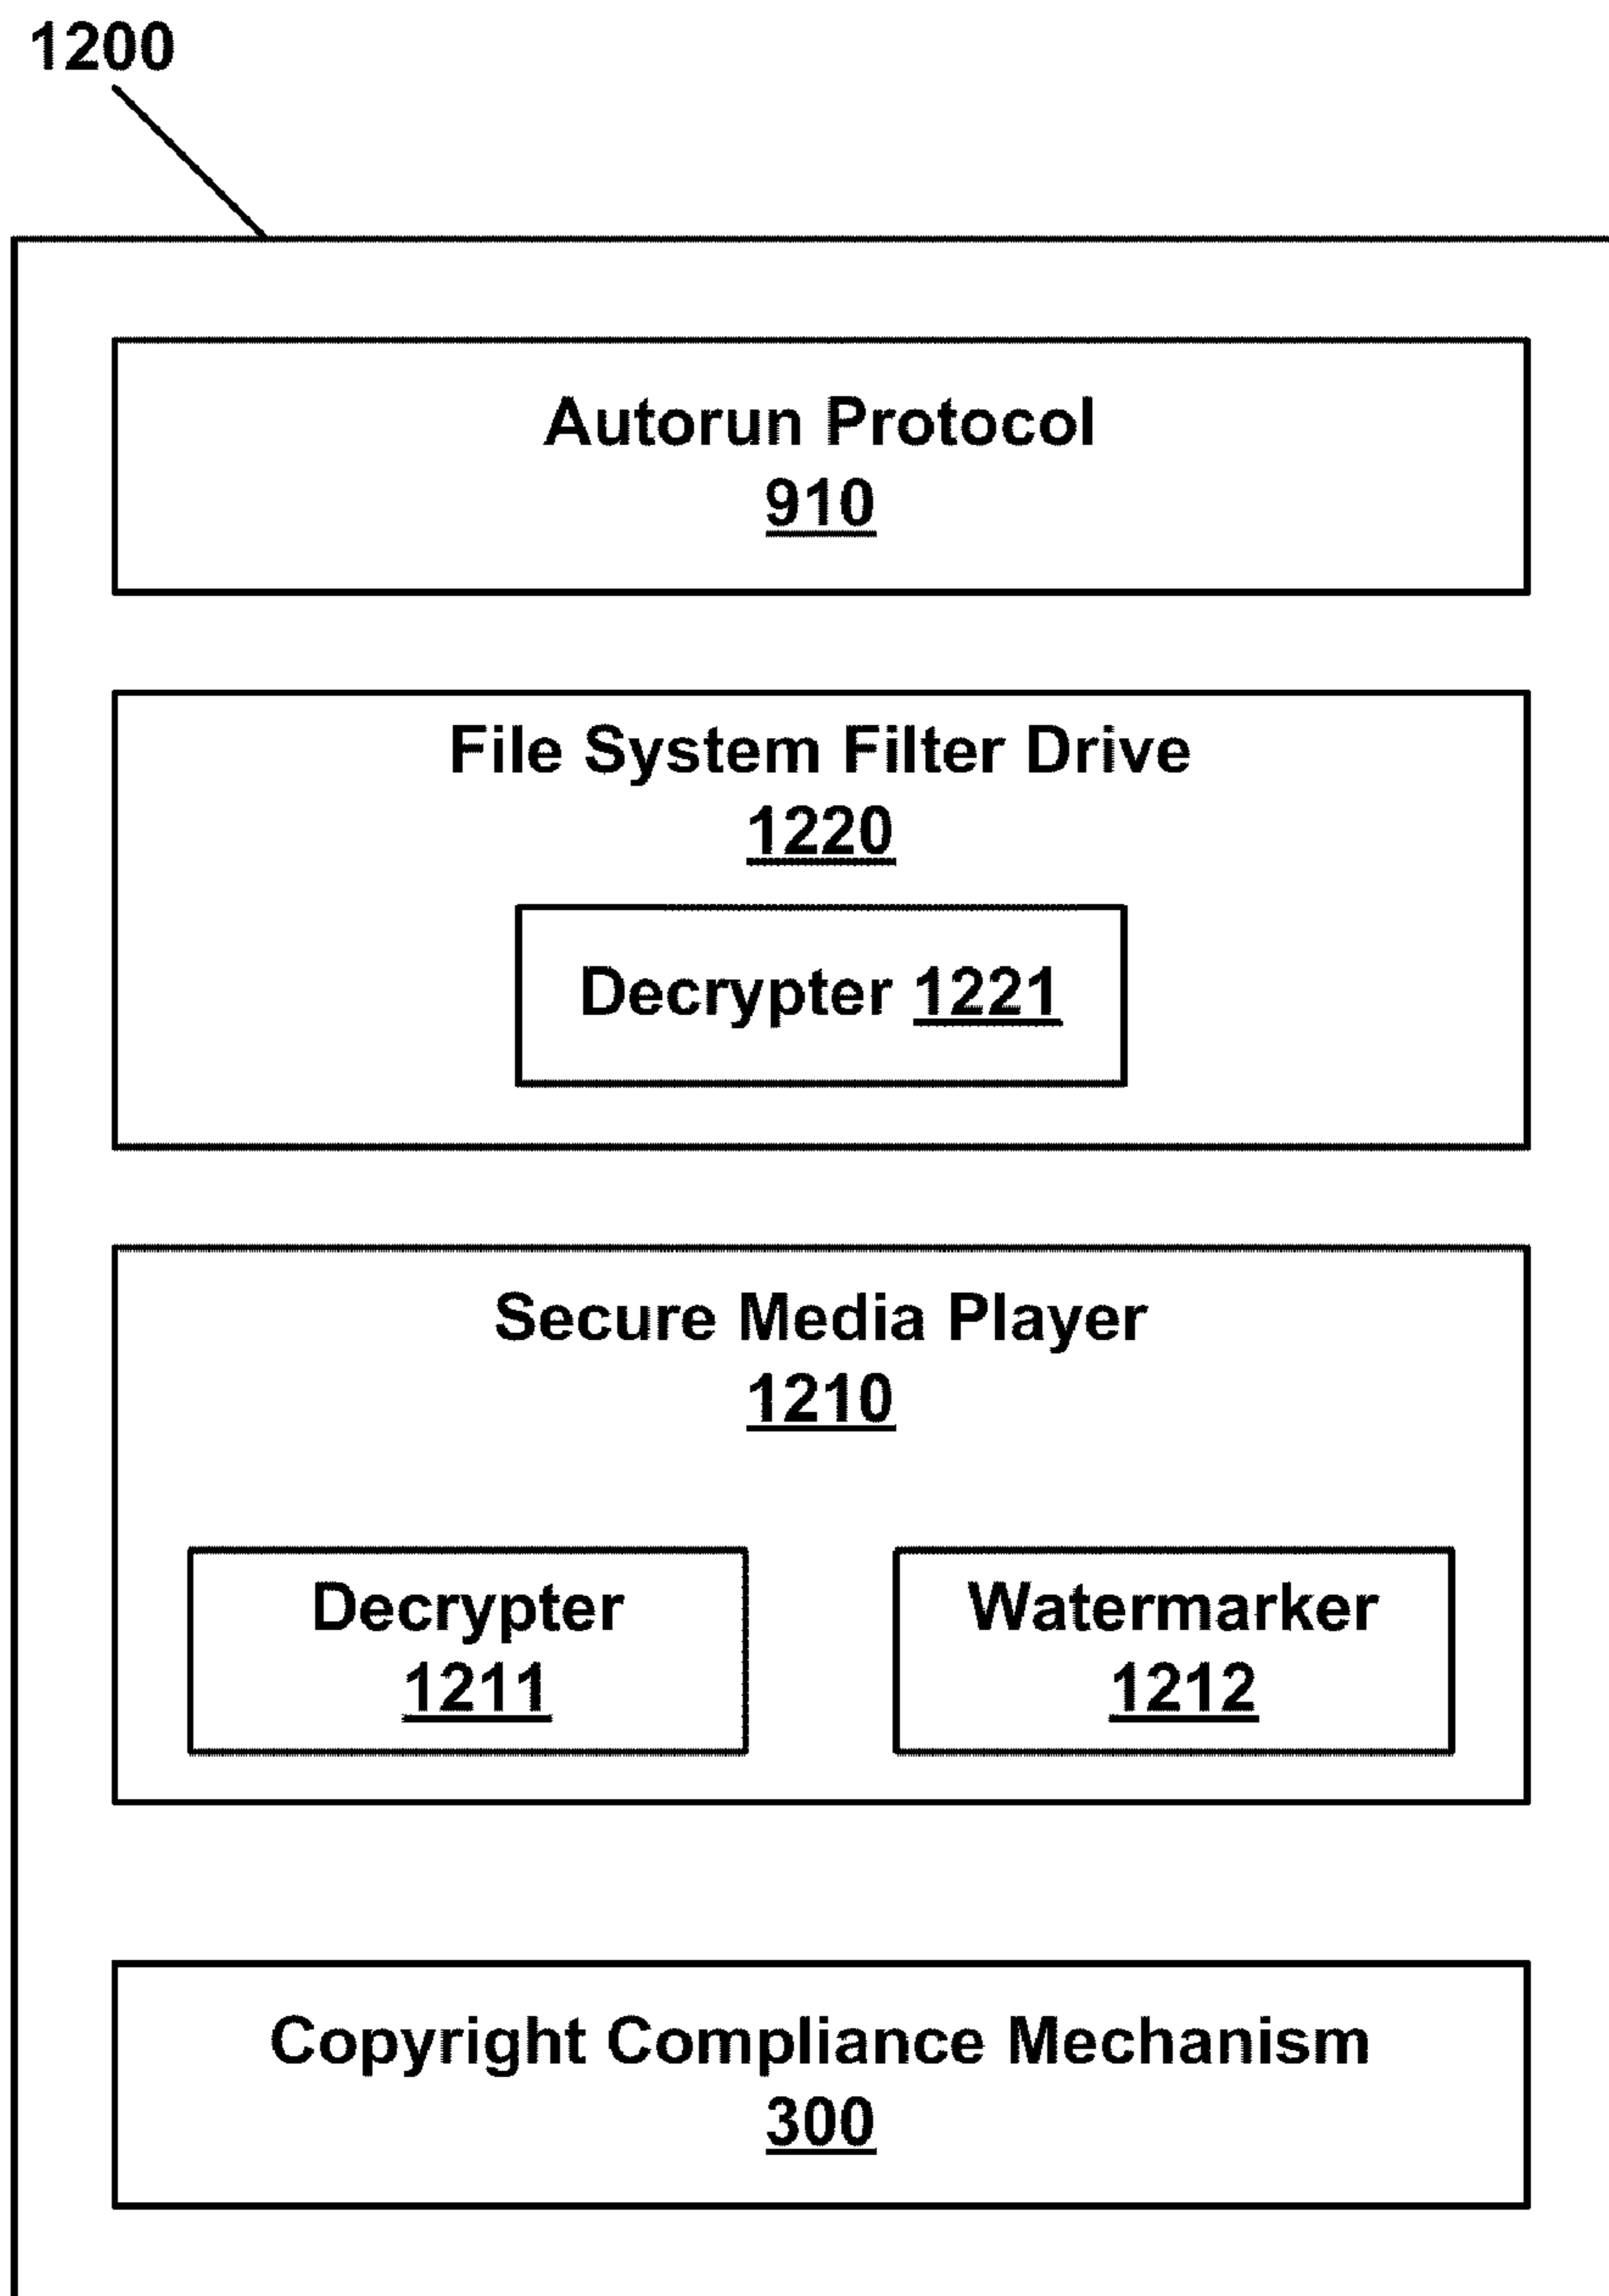 1200
Autorun Protocol
910
File System Filter Drive
1220
Decrypter 1221
Secure Media Player
1210
Decrypter
1211
Watermarker
1212
Copyright Compliance Mechanism
300